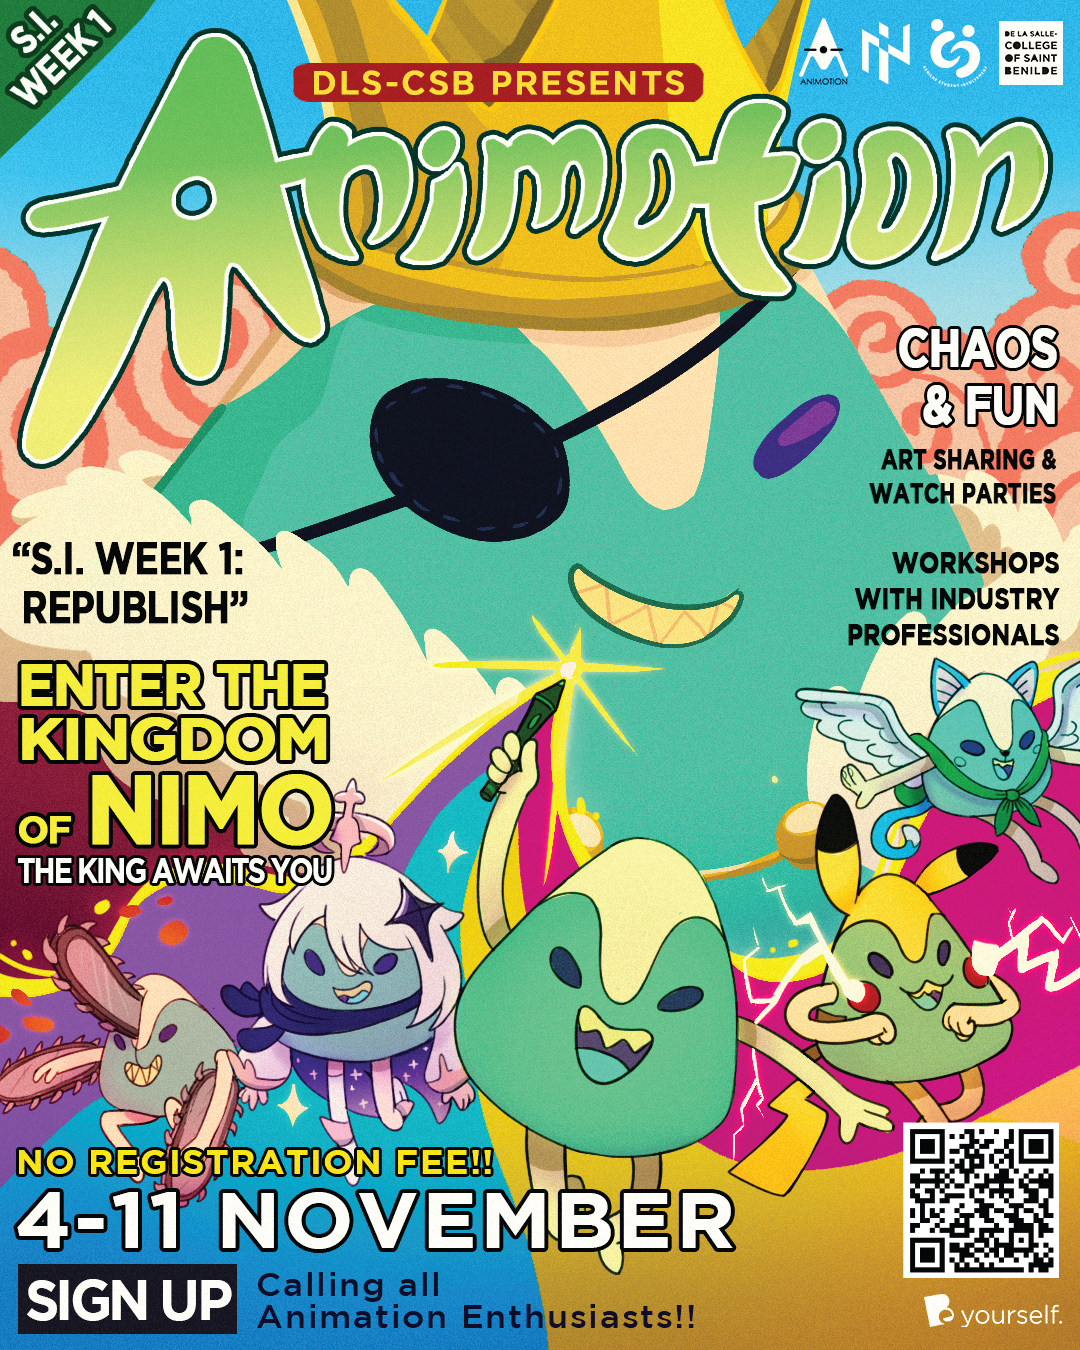 S.I.
WEEK 1
DLS-CSB PRESENTS
Animotion
ANIMOTION
DE LA SALLE-
COLLEGE
OF SAINT
BENILDE
CHAOS
& FUN
ART SHARING &
WATCH PARTIES
WORKSHOPS
WITH INDUSTRY
PROFESSIONALS
“S.I. WEEK 1:
REPUBLISH”
ENTER THE
KINGDOM
OF NIMO
THE KING AWAITS YOU
NO REGISTRATION FEE!!
4-11 NOVEMBER
SIGN UP
Calling all
Animation Enthusiasts!!
Be yourself.